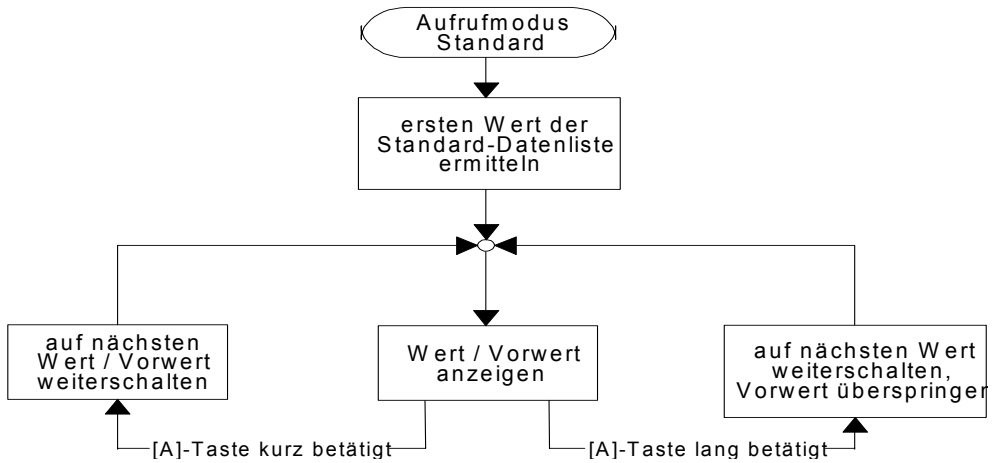 Aufrufmodus
Standard
ersten Wert der
Standard-Datenliste
ermitteln
auf nächsten
Wert / Vorwert
weiterschalten
Wert / Vorwert
anzeigen
auf nächsten Wert
weiterschalten,
Vorwert überspringer
[A]-Taste kurz betätigt
[A]-Taste lang betätigt